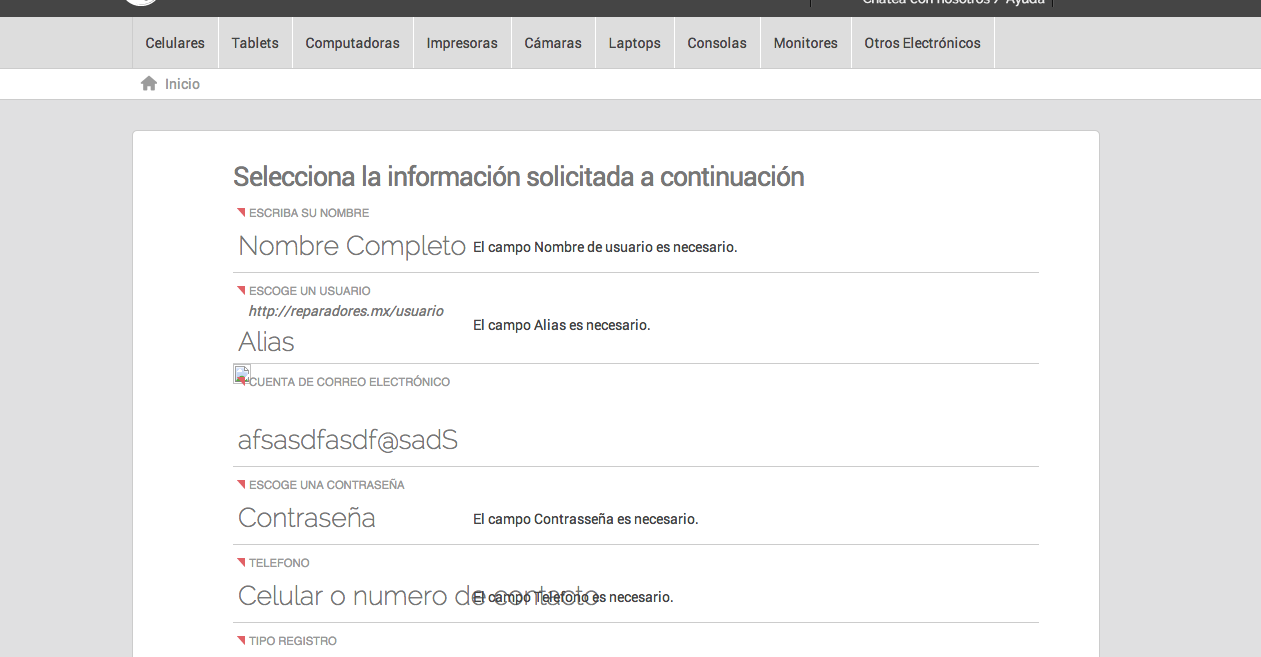 Chatea con nosotros / Ayuda
Celulares Tablets Computadoras Impresoras Cámaras Laptops Consolas Monitores Otros Electrónicos
Inicio
Selecciona la información solicitada a continuación
ESCRIBA SU NOMBRE
Nombre Completo El campo Nombre de usuario es necesario.
ESCOGE UN USUARIO
http://reparadores.mx/usuario
El campo Alias es necesario.
Alias
CUENTA DE CORREO ELECTRÓNICO
afsasdfasdf@sadS
ESCOGE UNA CONTRASEÑA
Contraseña El campo Contrasseña es necesario.
TELEFONO
Celular o numero de contacto El campo Telefono es necesario.
TIPO REGISTRO